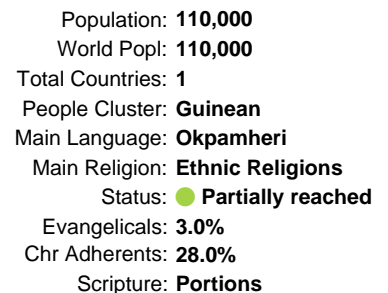 Population: 110,000
World Popl: 110,000
Total Countries: 1
People Cluster: Guinean
Main Language: Okpamheri
Main Religion: Ethnic Religions
Status: Partially reached
Evangelicals: 3.0%
Chr Adherents: 28.0%
Scripture: Portions